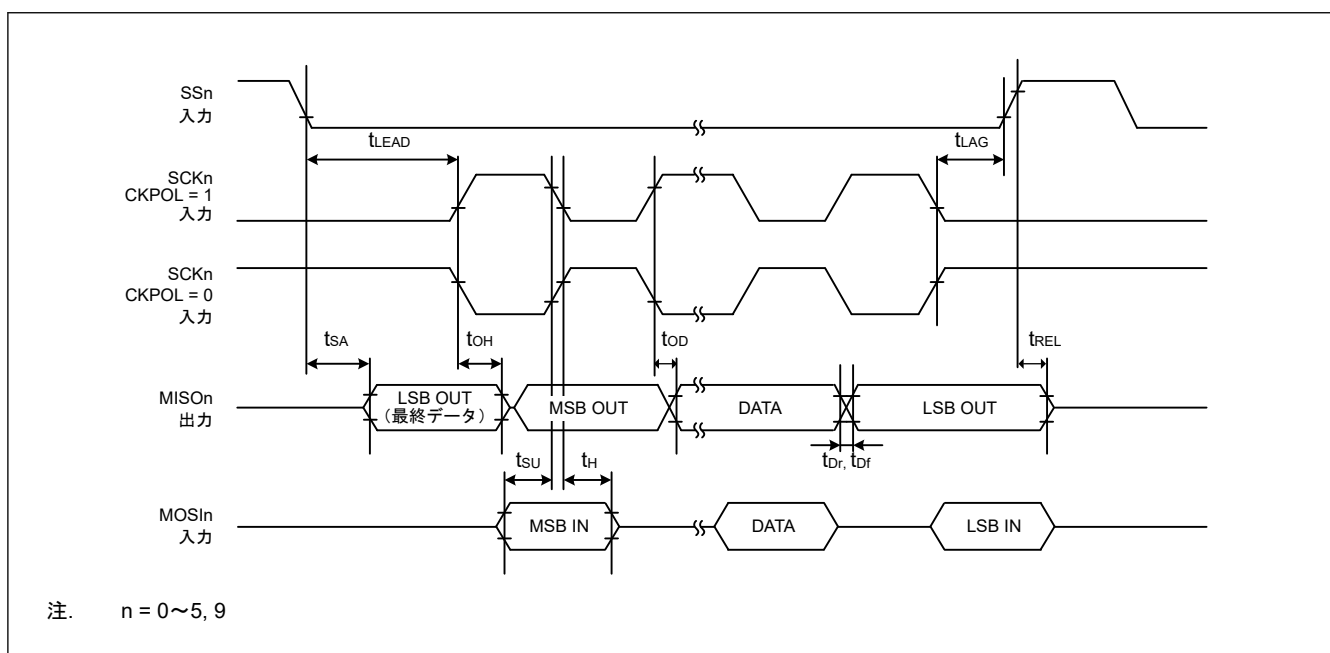 SSn
入力
tLEAD
tLAG
SCKn
CKPOL = 1
入力
SCKn
CKPOL = 0
入力
tSA
tOH
tOD
tREL
MISOn
出力
LSB OUT
（最終データ）
MSB OUT
DATA
LSB OUT
tSU
tH
tDr, tDf
MOSIn
入力
MSB IN
DATA
LSB IN
注. n = 0～5, 9